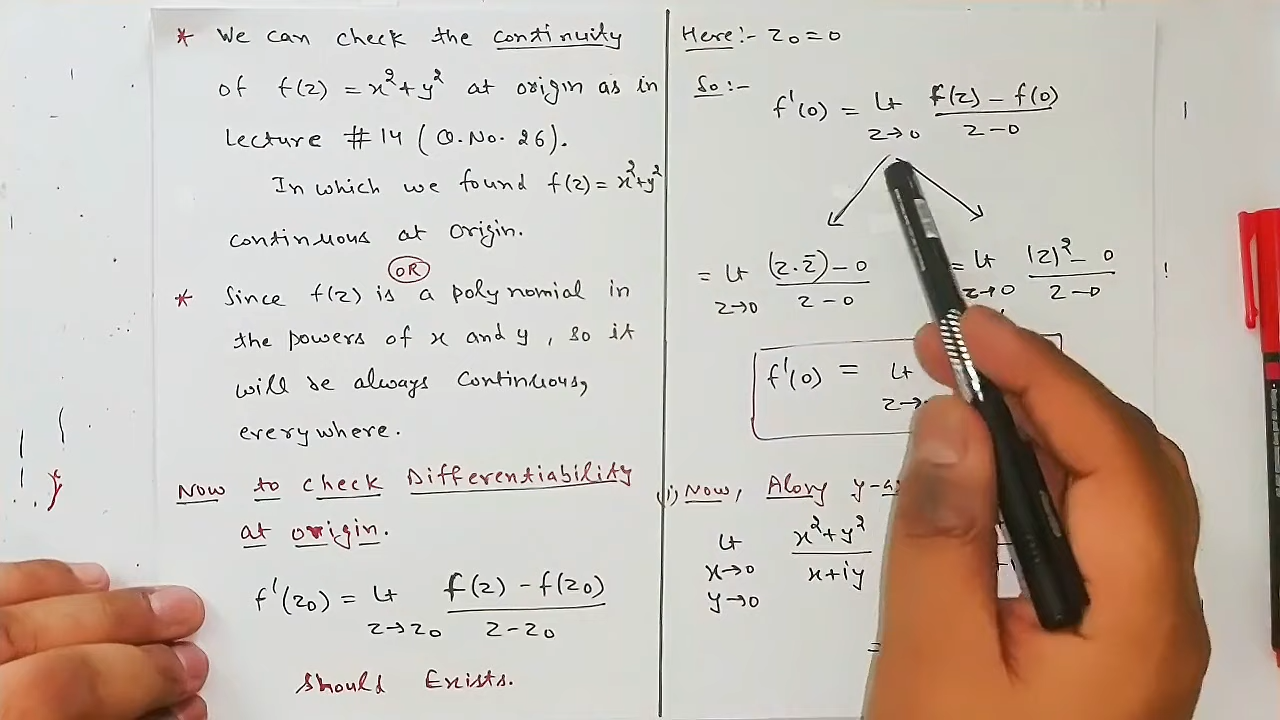 * We can check the continuity
of f(z) = x²+y² at origin as in
Lecture #14 (Q.No. 26).
In which we found f(z) = x²+y²
continuous at origin.
OR
* Since f(z) is a polynomial in
the powers of x and y, so it
will be always continuous,
everywhere.
Now to check Differentiability
at origin.
f'(z₀) = Lt f(z) - f(z₀)
z→z₀ z-z₀
should Exists.
Here:- z₀=0
So:-
f'(0) = Lt f(z) - f(0)
z→0 z-0
= Lt (z.z̄)-0
z→0 z-0
= Lt |z|²-0
z→0 z-0
f'(0) = Lt
(i) Now, Along
Lt x²+y²
x→0 x+iy
y→0
=